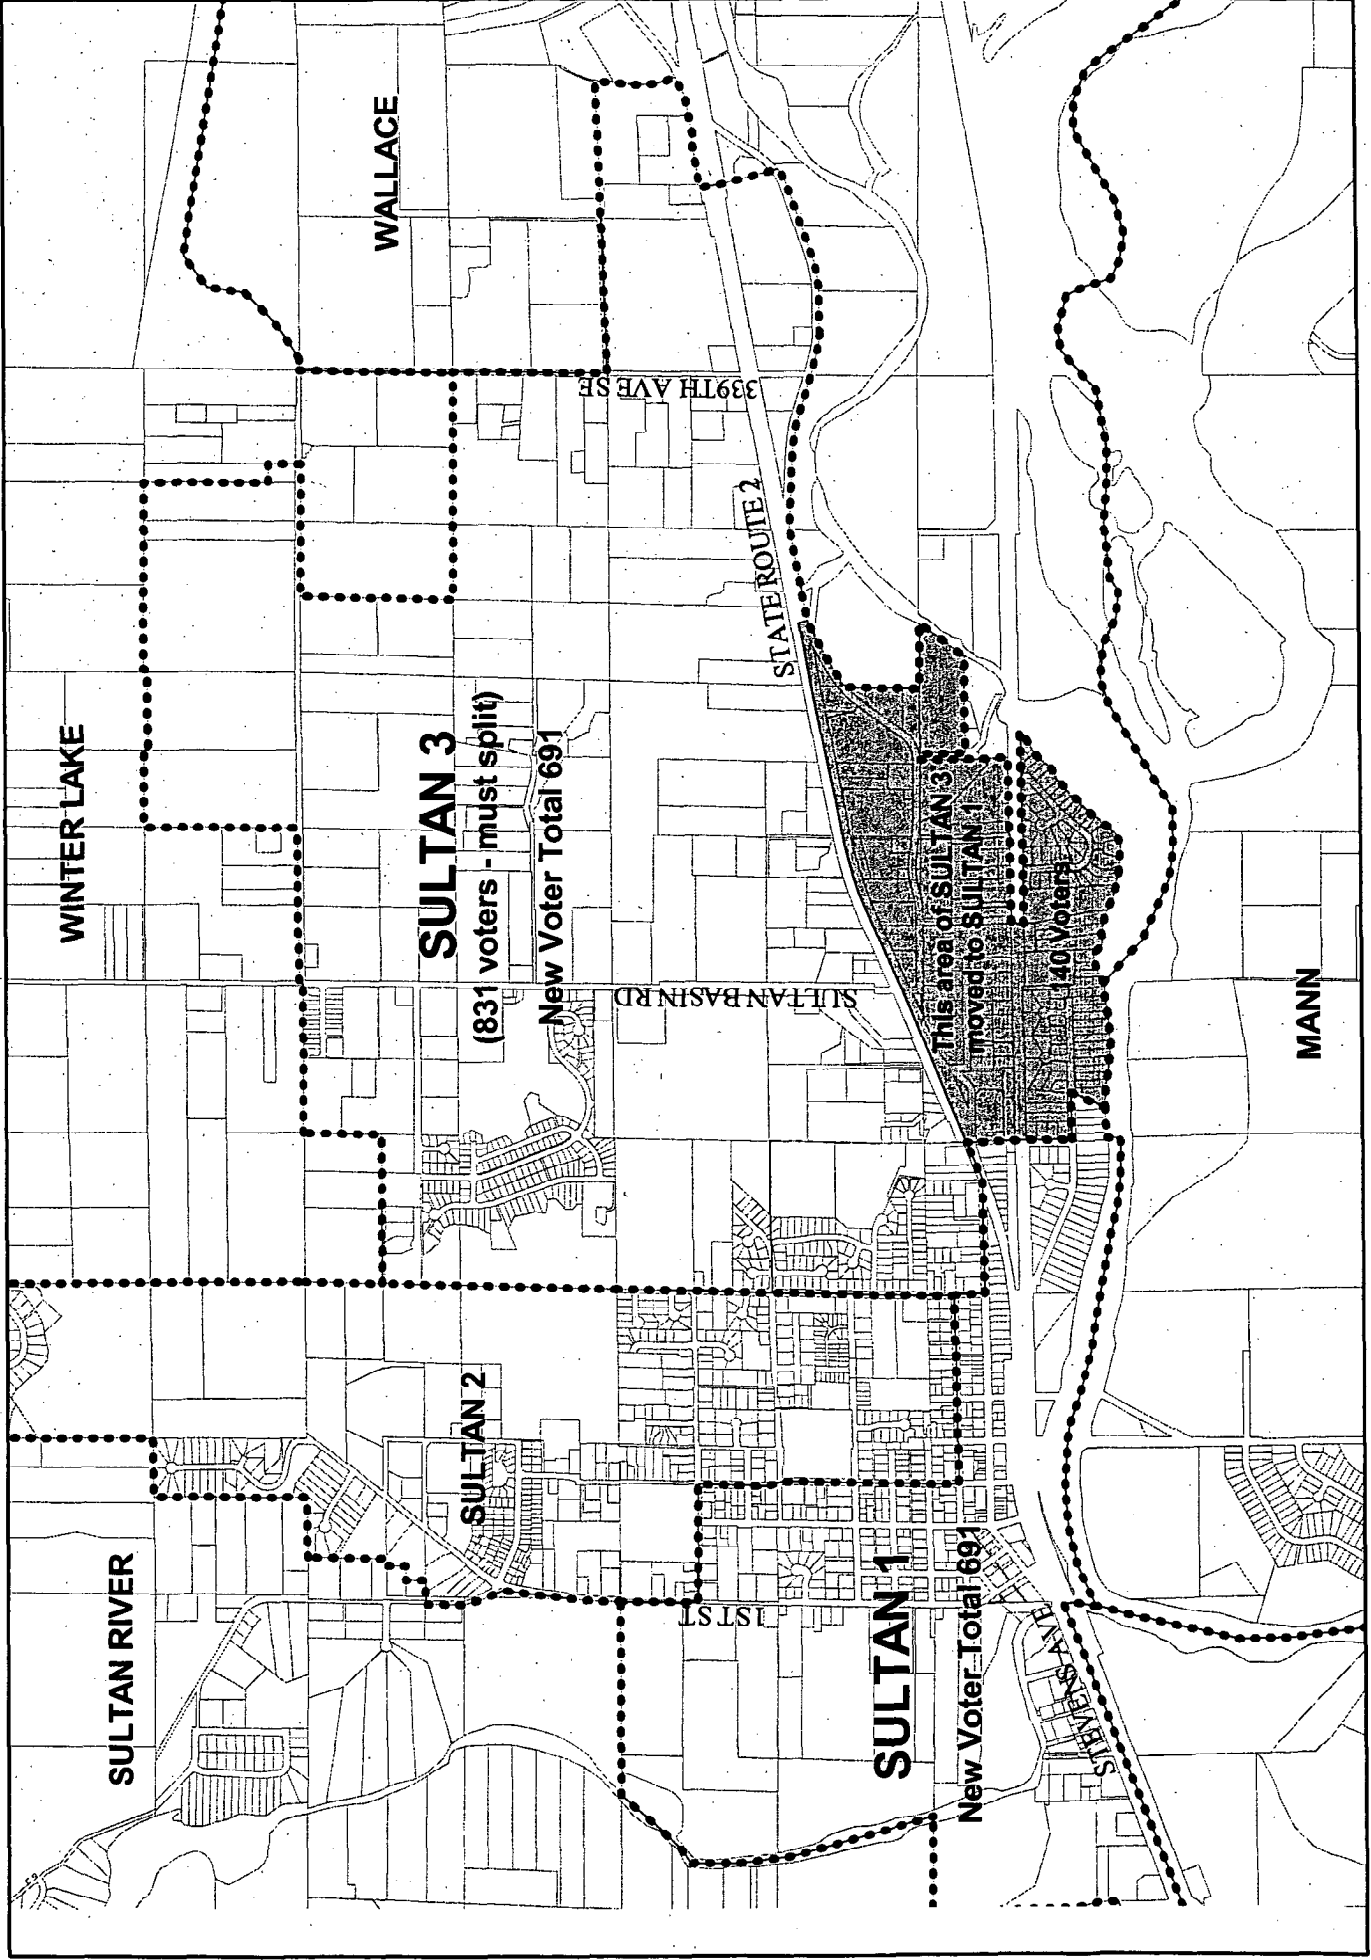 SULTAN RIVER
WINTER LAKE
WALLACE
SULTAN 2
SULTAN 3
(831 voters - must split)
New Voter Total 691
339TH AVE SE
STATE ROUTE 2
SULTAN BASIN RD
1ST ST
SULTAN 1
New Voter Total 691
STEVENS AVE
This area of SULTAN 3
moved to SULTAN 1
140 Voters
MANN